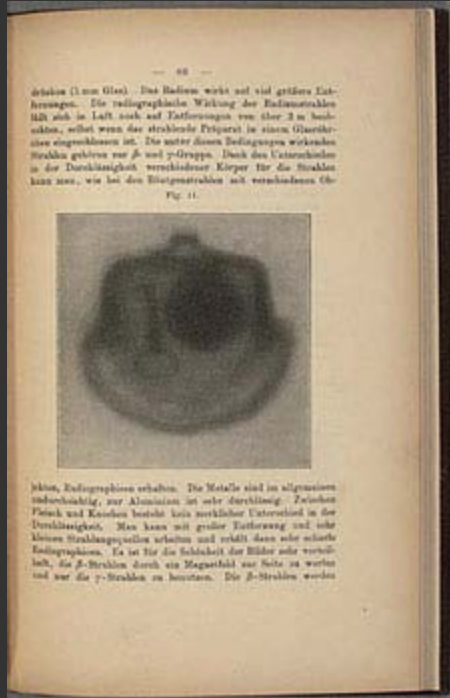 drücken (1 mm Glas). Das Radium wirkt auf viel größere Ent-
fernungen. Die radiographische Wirkung der Radiumstrahlen
läßt sich in Luft noch auf Entfernungen von über 2 m beob-
achten, selbst wenn das strahlende Präparat in einem Glasröhr-
chen eingeschlossen ist. Die unter diesen Bedingungen wirkenden
Strahlen gehören zur β- und γ-Gruppe. Dank den Unterschieden
in der Durchlässigkeit verschiedener Körper für die Strahlen
kann man, wie bei den Röntgenstrahlen mit verschiedenen Ob-
Fig. 11.
jekten, Radiographieen erhalten. Die Metalle sind im allgemeinen
undurchsichtig, nur Aluminium ist sehr durchlässig. Zwischen
Fleisch und Knochen besteht kein merklicher Unterschied in der
Durchlässigkeit. Man kann mit großer Entfernung und sehr
kleinen Strahlungsquellen arbeiten und erhält dann sehr scharfe
Radiographieen. Es ist für die Schönheit der Bilder sehr vorteil-
haft, die β-Strahlen durch ein Magnetfeld zur Seite zu werfen
und nur die γ-Strahlen zu benutzen. Die β-Strahlen werden